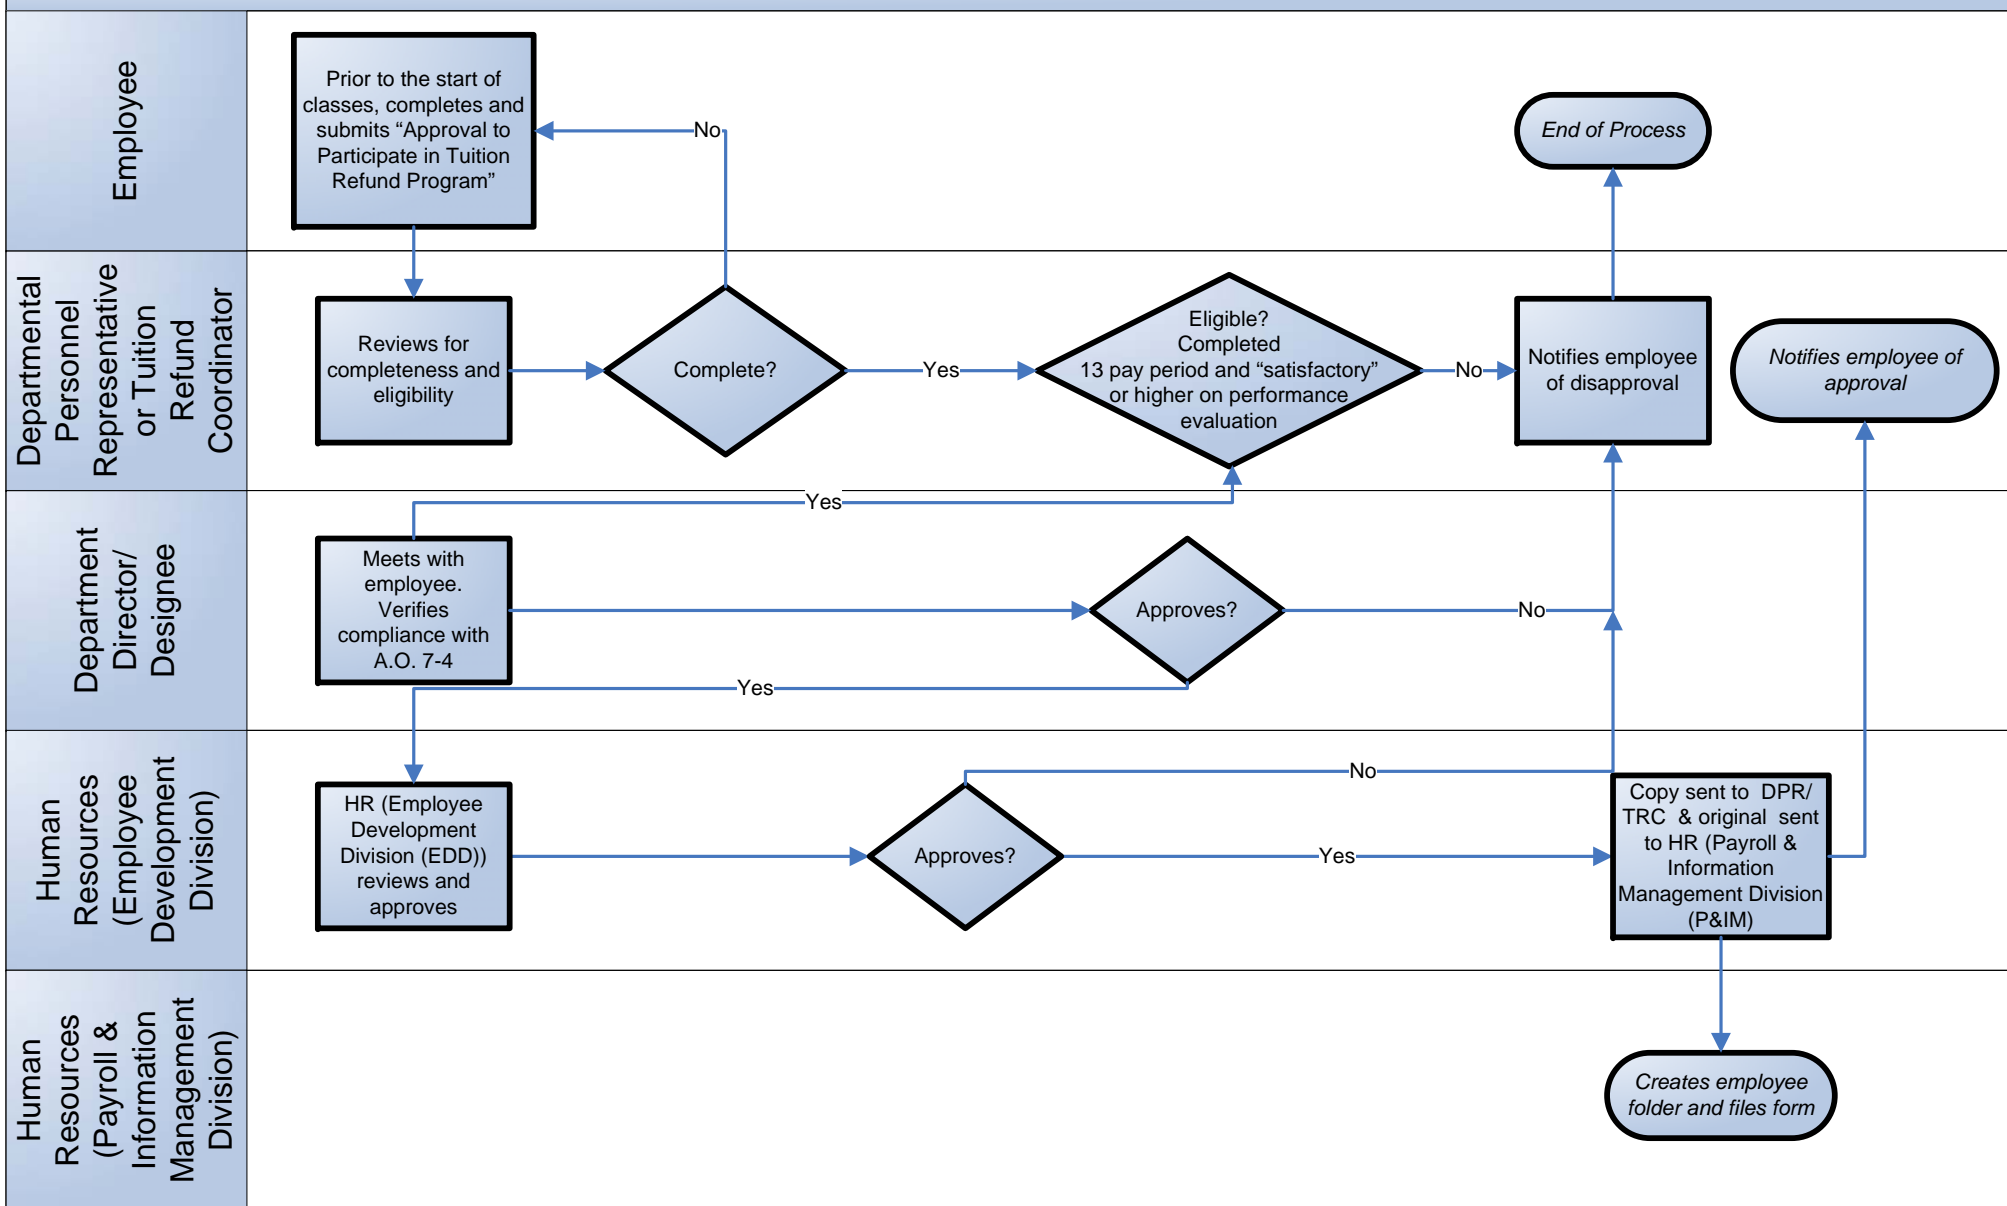 Employee
Prior to the start of
classes, completes and
submits “Approval to
Participate in Tuition
Refund Program”
No
End of Process
Departmental
Personnel
Representative
or Tuition
Refund
Coordinator
Reviews for
completeness and
eligibility
Complete?
Yes
Eligible?
Completed
13 pay period and “satisfactory”
or higher on performance
evaluation
No
Notifies employee
of disapproval
Notifies employee of
approval
Yes
Department
Director/
Designee
Meets with
employee.
Verifies
compliance with
A.O. 7-4
Approves?
No
Yes
Human
Resources
(Employee
Development
Division)
HR (Employee
Development
Division (EDD))
reviews and
approves
Approves?
No
Yes
Copy sent to DPR/
TRC & original sent
to HR (Payroll &
Information
Management Division
(P&IM)
Human
Resources
(Payroll &
Information
Management
Division)
Creates employee
folder and files form